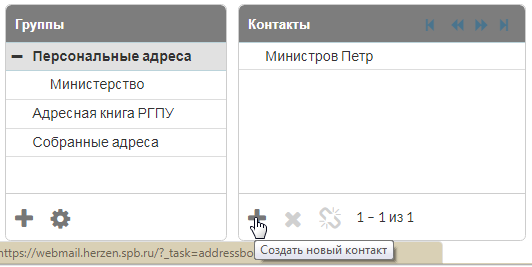 Группы
Персональные адреса
Министерство
Адресная книга РГПУ
Собранные адреса
Контакты
Министров Петр
1 – 1 из 1
Создать новый контакт
https://webmail.herzen.spb.ru/?_task=addressbo